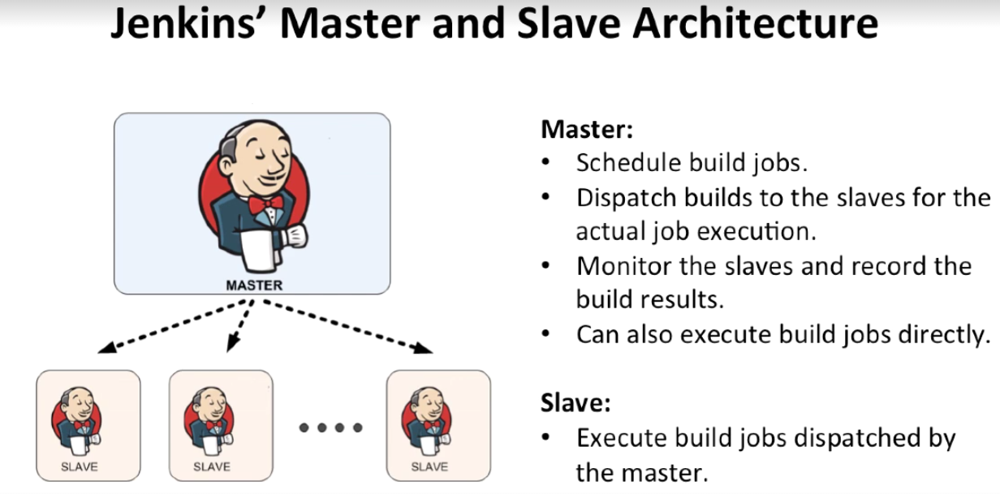 Jenkins’ Master and Slave Architecture
MASTER
SLAVE
SLAVE
SLAVE
Master:
• Schedule build jobs.
• Dispatch builds to the slaves for the
actual job execution.
• Monitor the slaves and record the
build results.
• Can also execute build jobs directly.
Slave:
• Execute build jobs dispatched by
the master.